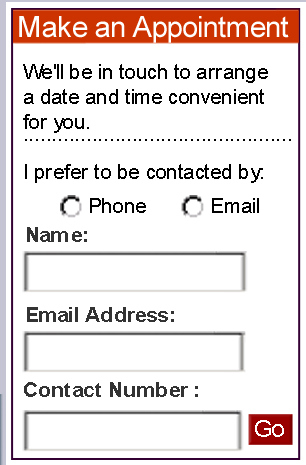 Make an Appointment
We'll be in touch to arrange
a date and time convenient
for you.
I prefer to be contacted by:
Phone Email
Name:
Email Address:
Contact Number :
Go